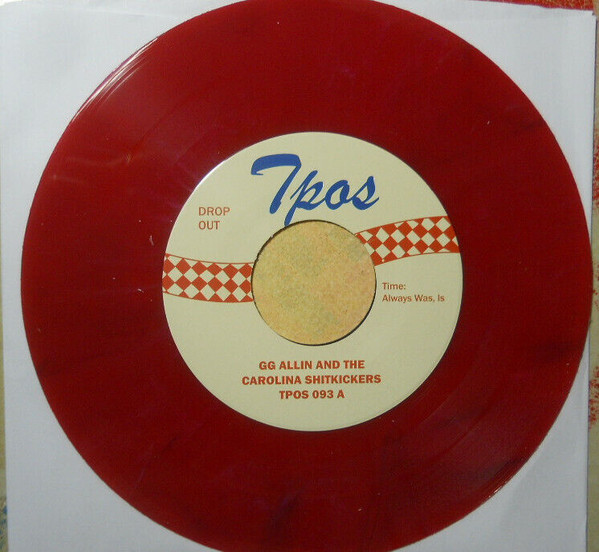 Tpos
DROP
OUT
Time:
Always Was, Is
GG ALLIN AND THE
CAROLINA SHITKICKERS
TPOS 093 A